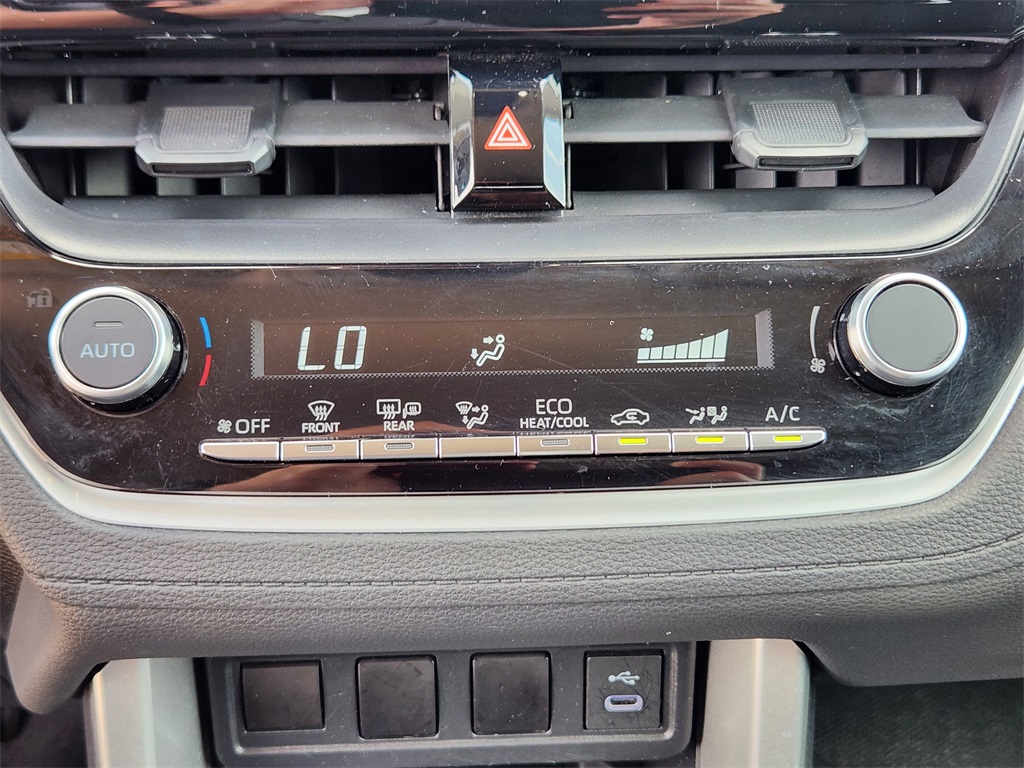 LO
AUTO
OFF
FRONT
REAR
ECO
HEAT/COOL
A/C